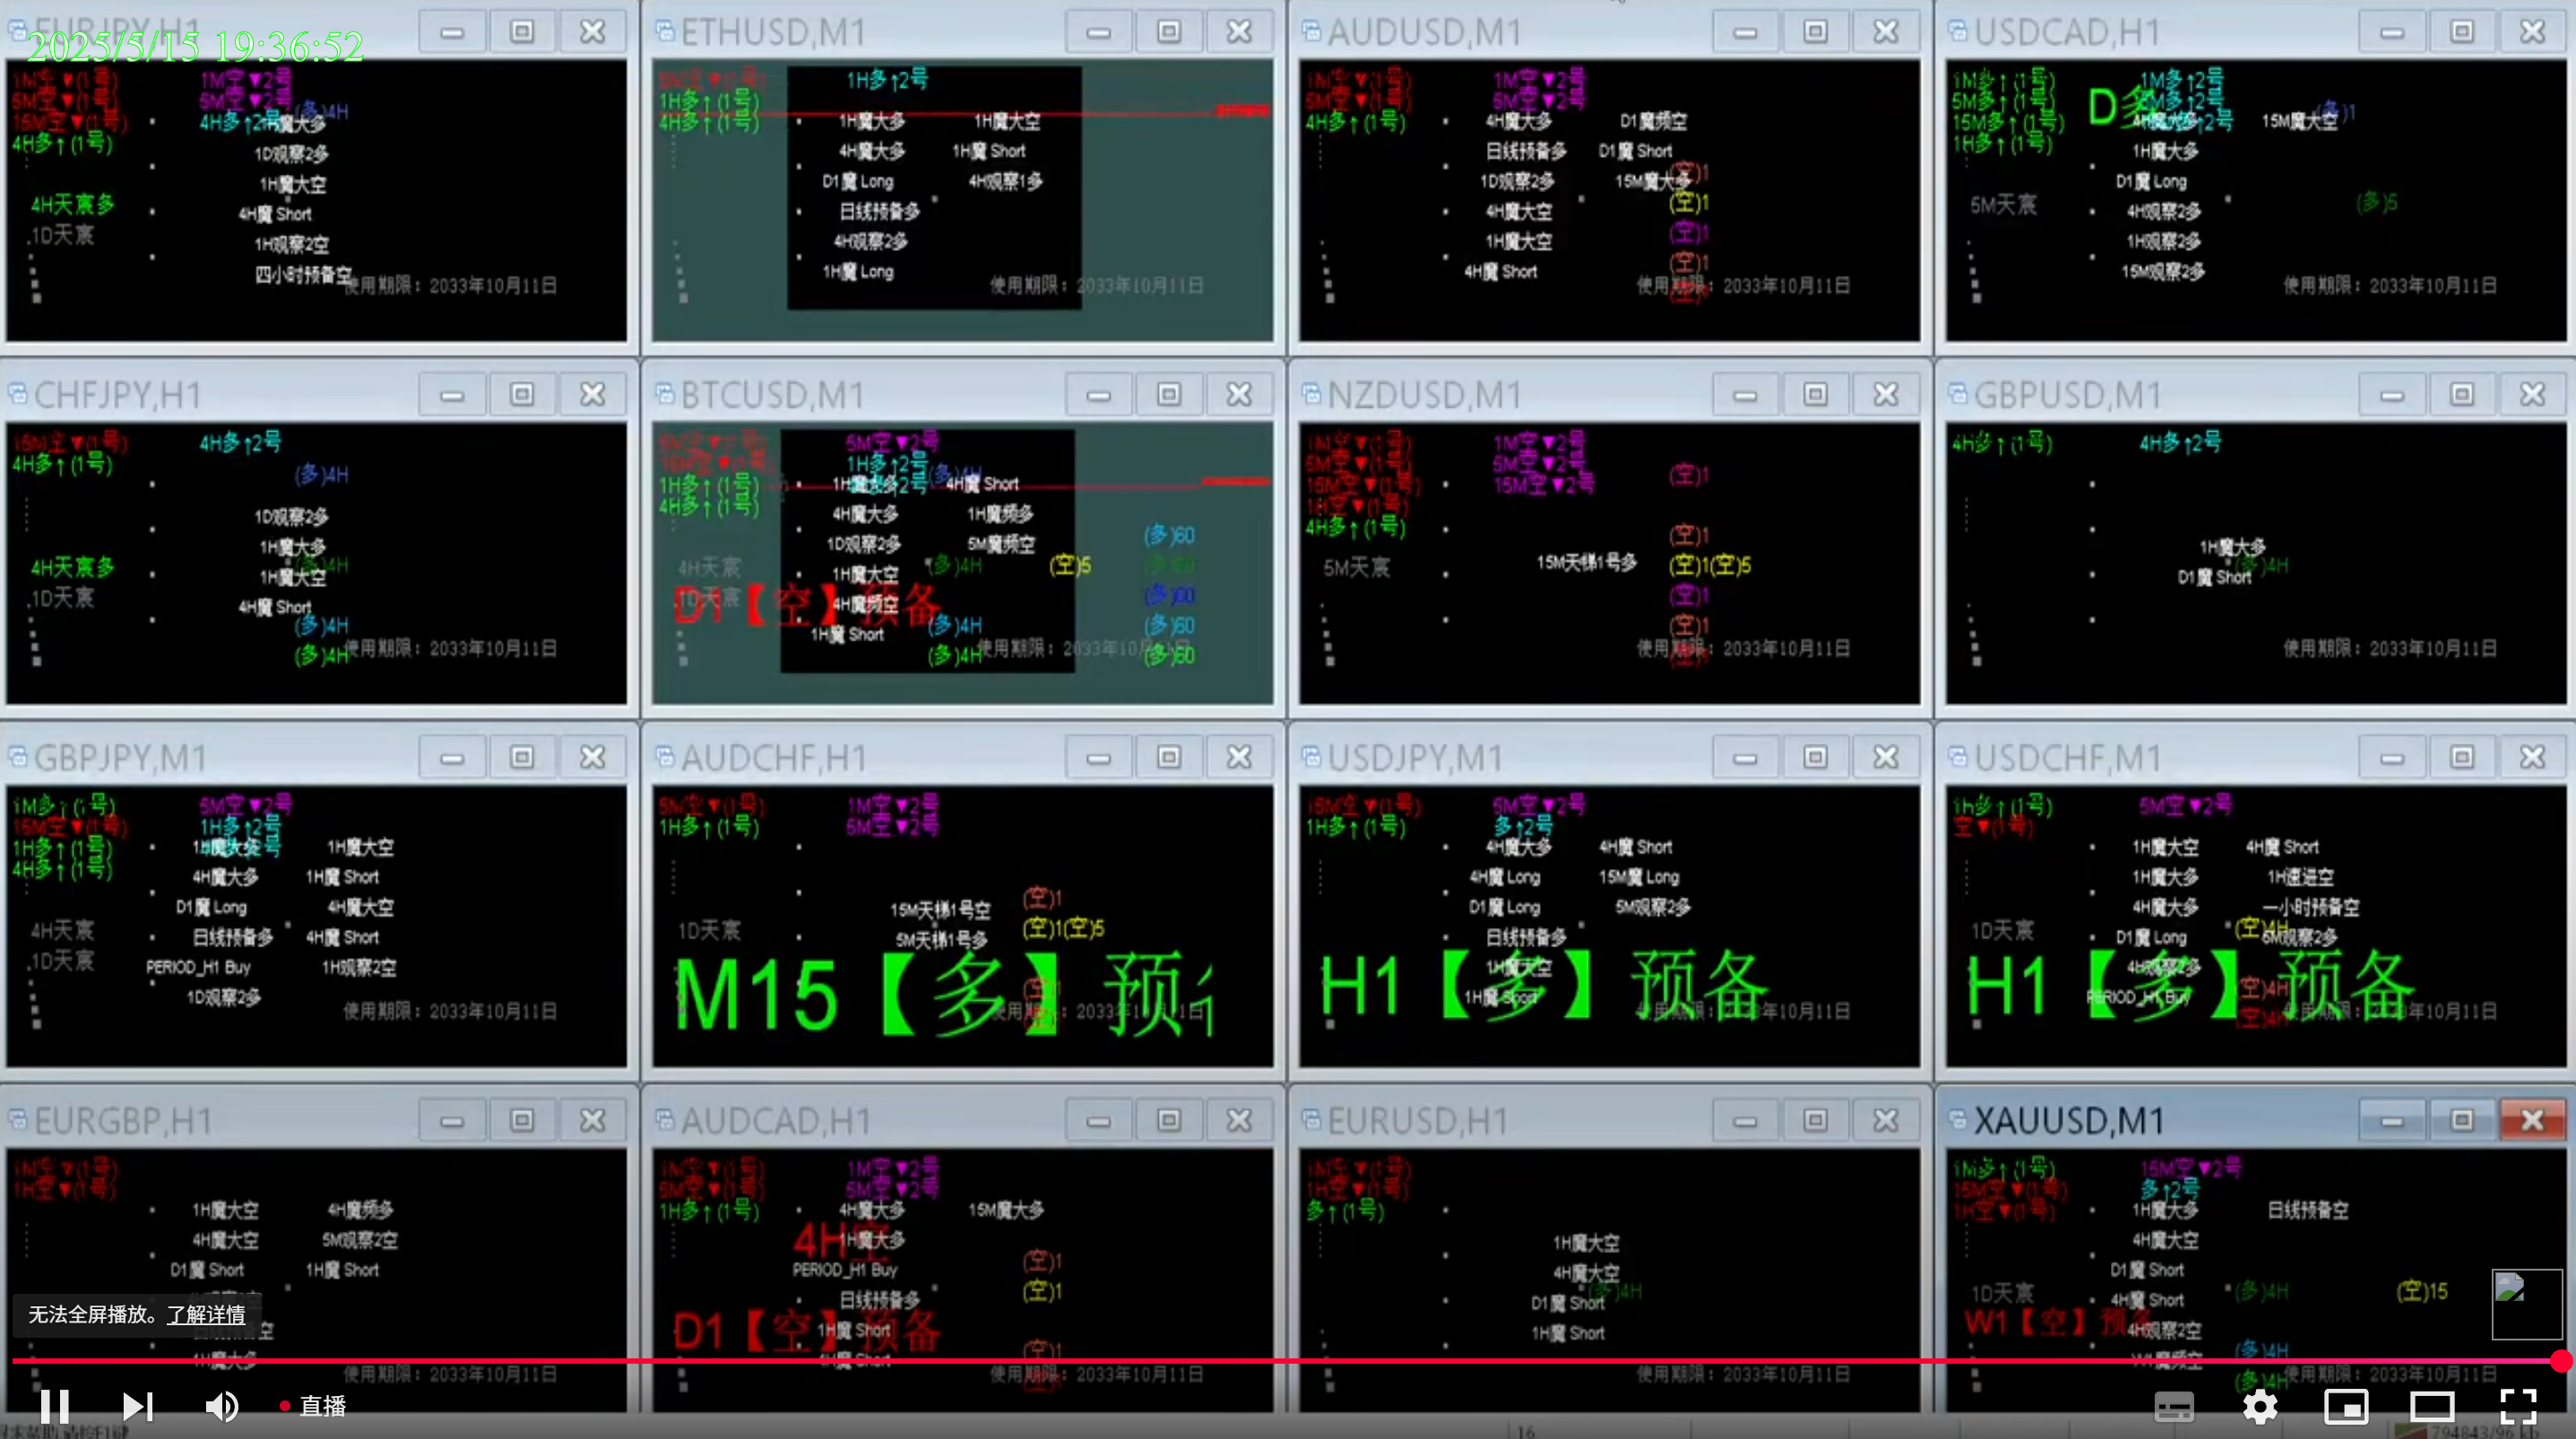 EURJPY,H1
2025/5/15 19:36:52
1M空▼(1号)
5M空▼(1号)
15M空▼(1号)
4H多↑(1号)
1M空▼2号
5M空▼2号
4H多↑2号
(多)4H
1H魔大多
1D观察2多
1H魔大空
4H魔 Short
1H观察2空
四小时预备空
4H天宸多
1D天宸
使用期限：2033年10月11日
ETHUSD,M1
5M空▼(1号)
1H多↑(1号)
4H多↑(1号)
1H多↑2号
1H魔大多 1H魔大空
4H魔大多 1H魔 Short
D1魔 Long 4H观察1多
日线预备多
4H观察2多
1H魔 Long
使用期限：2033年10月11日
AUDUSD,M1
1M空▼(1号)
5M空▼(1号)
4H多↑(1号)
1M空▼2号
5M空▼2号
4H魔大多 D1魔频空
日线预备多 D1魔 Short
1D观察2多 15M魔大多
4H魔大空
1H魔大空
4H魔 Short
(空)1
(空)1
(空)1
(空)1
使用期限：2033年10月11日
USDCAD,H1
1M多↑(1号)
5M多↑(1号)
15M多↑(1号)
1H多↑(1号)
D多
1M多↑2号
5M多↑2号
(多)1
4H魔大多 15M魔大空
1H魔大多
D1魔 Long
4H观察2多
1H观察2多
15M观察2多
5M天宸
(多)5
使用期限：2033年10月11日
CHFJPY,H1
15M空▼(1号)
4H多↑(1号)
4H多↑2号
(多)4H
1D观察2多
1H魔大多
(多)4H
1H魔大空
4H魔 Short
(多)4H
(多)4H
4H天宸多
1D天宸
使用期限：2033年10月11日
BTCUSD,M1
5M空▼(1号)
15M空▼(1号)
1H多↑(1号)
4H多↑(1号)
5M空▼2号
1H多↑2号
(多)4H
1H魔大多 4H魔 Short
4H魔大多 1H魔频多
1D观察2多 5M魔频空
1H魔大空
4H魔频空
1H魔 Short
4H天宸
1D天宸
D1【空】预备
(多)4H (空)5
(多)60
(多)60
(多)4H (多)60
(多)4H (多)60
使用期限：2033年10月11日
NZDUSD,M1
1M空▼(1号)
5M空▼(1号)
15M空▼(1号)
1H空▼(1号)
4H多↑(1号)
1M空▼2号
5M空▼2号
15M空▼2号
(空)1
(空)1
5M天宸
15M天梯1号多
(空)1(空)5
(空)1
(空)1
使用期限：2033年10月11日
GBPUSD,M1
4H多↑(1号)
4H多↑2号
1H魔大多
(多)4H
D1魔 Short
使用期限：2033年10月11日
GBPJPY,M1
1M多↑(1号)
15M空▼(1号)
1H多↑(1号)
4H多↑(1号)
5M空▼2号
1H多↑2号
1H魔大多 1H魔大空
4H魔大多 1H魔 Short
D1魔 Long 4H魔大空
日线预备多 4H魔 Short
PERIOD_H1 Buy 1H观察2空
1D观察2多
4H天宸
1D天宸
使用期限：2033年10月11日
AUDCHF,H1
5M空▼(1号)
1H多↑(1号)
1M空▼2号
5M空▼2号
(空)1
15M天梯1号空
(空)1(空)5
5M天梯1号多
1D天宸
M15【多】预
使用期限：2033年10月11日
USDJPY,M1
15M空▼(1号)
1H多↑(1号)
5M空▼2号
多↑2号
4H魔大多 4H魔 Short
4H魔 Long 15M魔 Long
D1魔 Long 5M观察2多
日线预备多
1H魔大空
1H魔 Short
H1【多】预备
使用期限：2033年10月11日
USDCHF,M1
1h多↑(1号)
空▼(1号)
5M空▼2号
1H魔大空 4H魔 Short
1H魔大多 1H速进空
4H魔大多 一小时预备空
D1魔 Long 5M观察2多
4H观察2多
PERIOD_H1 Buy
1D天宸
(空)4H
(空)4H
(空)4H
H1【多】预备
使用期限：2033年10月11日
EURGBP,H1
1M空▼(1号)
1H空▼(1号)
1H魔大空 4H魔频多
4H魔大空 5M观察2空
D1魔 Short 1H魔 Short
1H魔大多
使用期限：2033年10月11日
AUDCAD,H1
1M空▼(1号)
5M空▼(1号)
1H多↑(1号)
1M空▼2号
5M空▼2号
4H魔大多 15M魔大多
4H空
1H魔大多
PERIOD_H1 Buy
日线预备多
1H魔 Short
4H魔 Short
D1【空】预备
(空)1
(空)1
(空)1
使用期限：2033年10月11日
EURUSD,H1
1M空▼(1号)
1H空▼(1号)
多↑(1号)
1H魔大空
4H魔大空
(多)4H
D1魔 Short
1H魔 Short
使用期限：2033年10月11日
XAUUSD,M1
1M多↑(1号)
15M空▼(1号)
1H空▼(1号)
15M空▼2号
多↑2号
1H魔大多 日线预备空
4H魔大空
D1魔 Short
4H魔 Short
4H观察2空
W1魔频空
1D天宸
W1【空】预备
(多)4H (空)15
(多)4H
(多)4H
使用期限：2033年10月11日
无法全屏播放。了解详情
直播
16
794843/96 kb